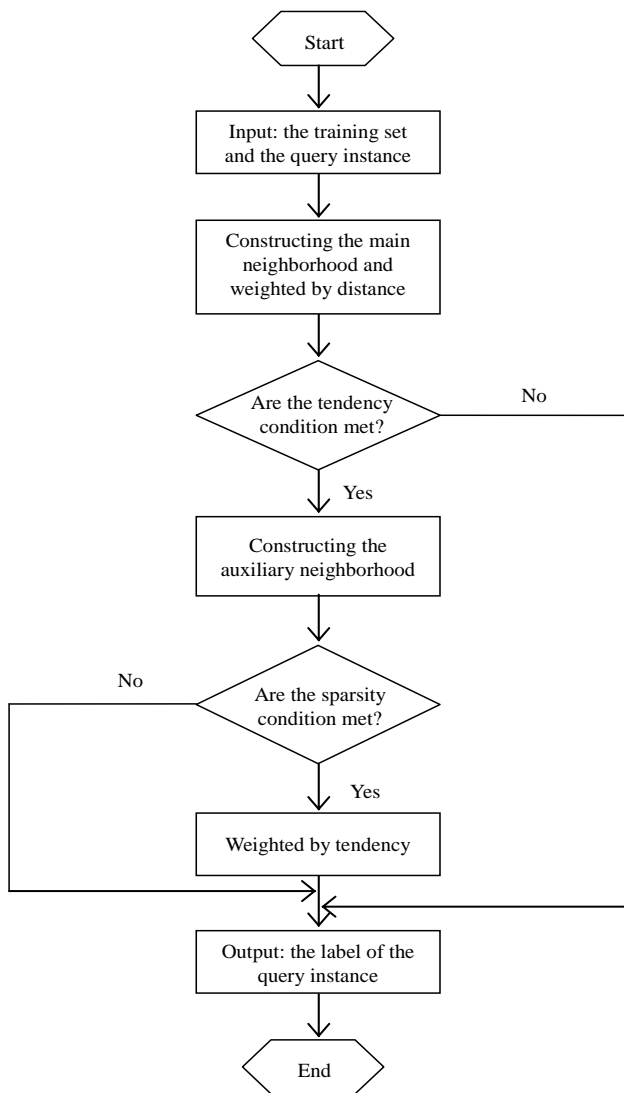 Start
Input: the training set
and the query instance
Constructing the main
neighborhood and
weighted by distance
Are the tendency
condition met?
No
Yes
Constructing the
auxiliary neighborhood
No
Are the sparsity
condition met?
Yes
Weighted by tendency
Output: the label of the
query instance
End